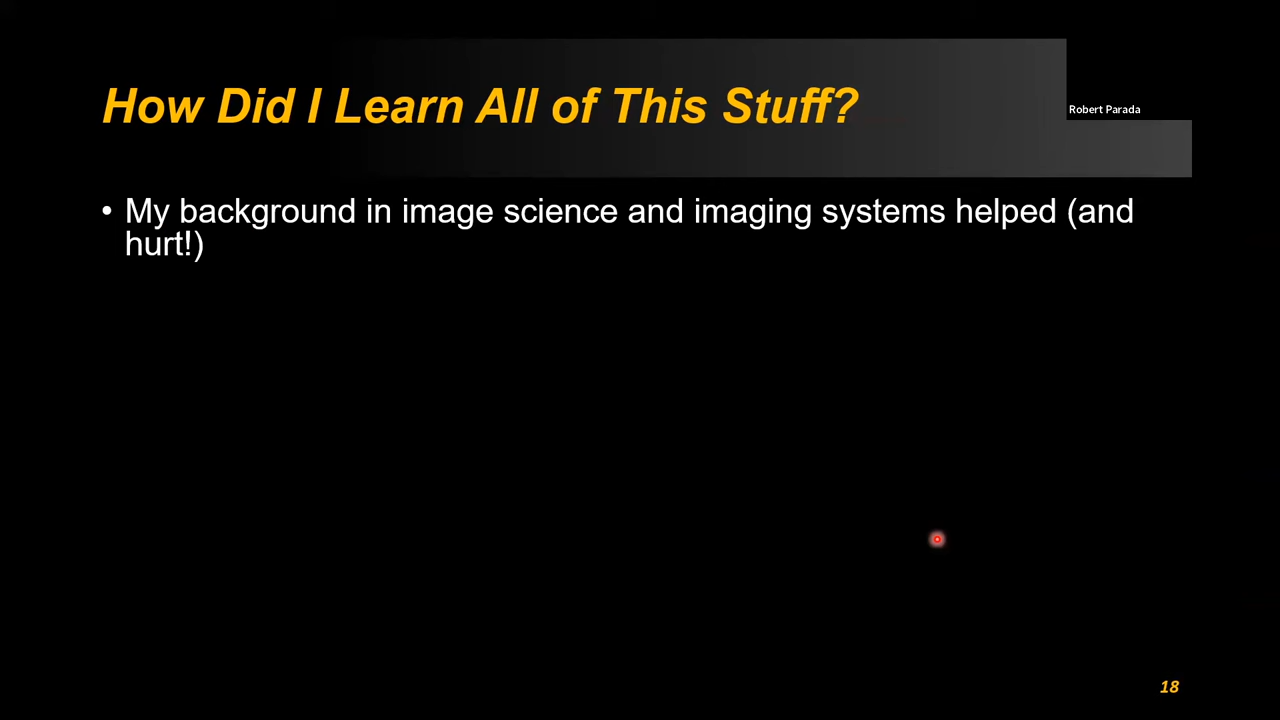 How Did I Learn All of This Stuff?
Robert Parada
• My background in image science and imaging systems helped (and
hurt!)
18